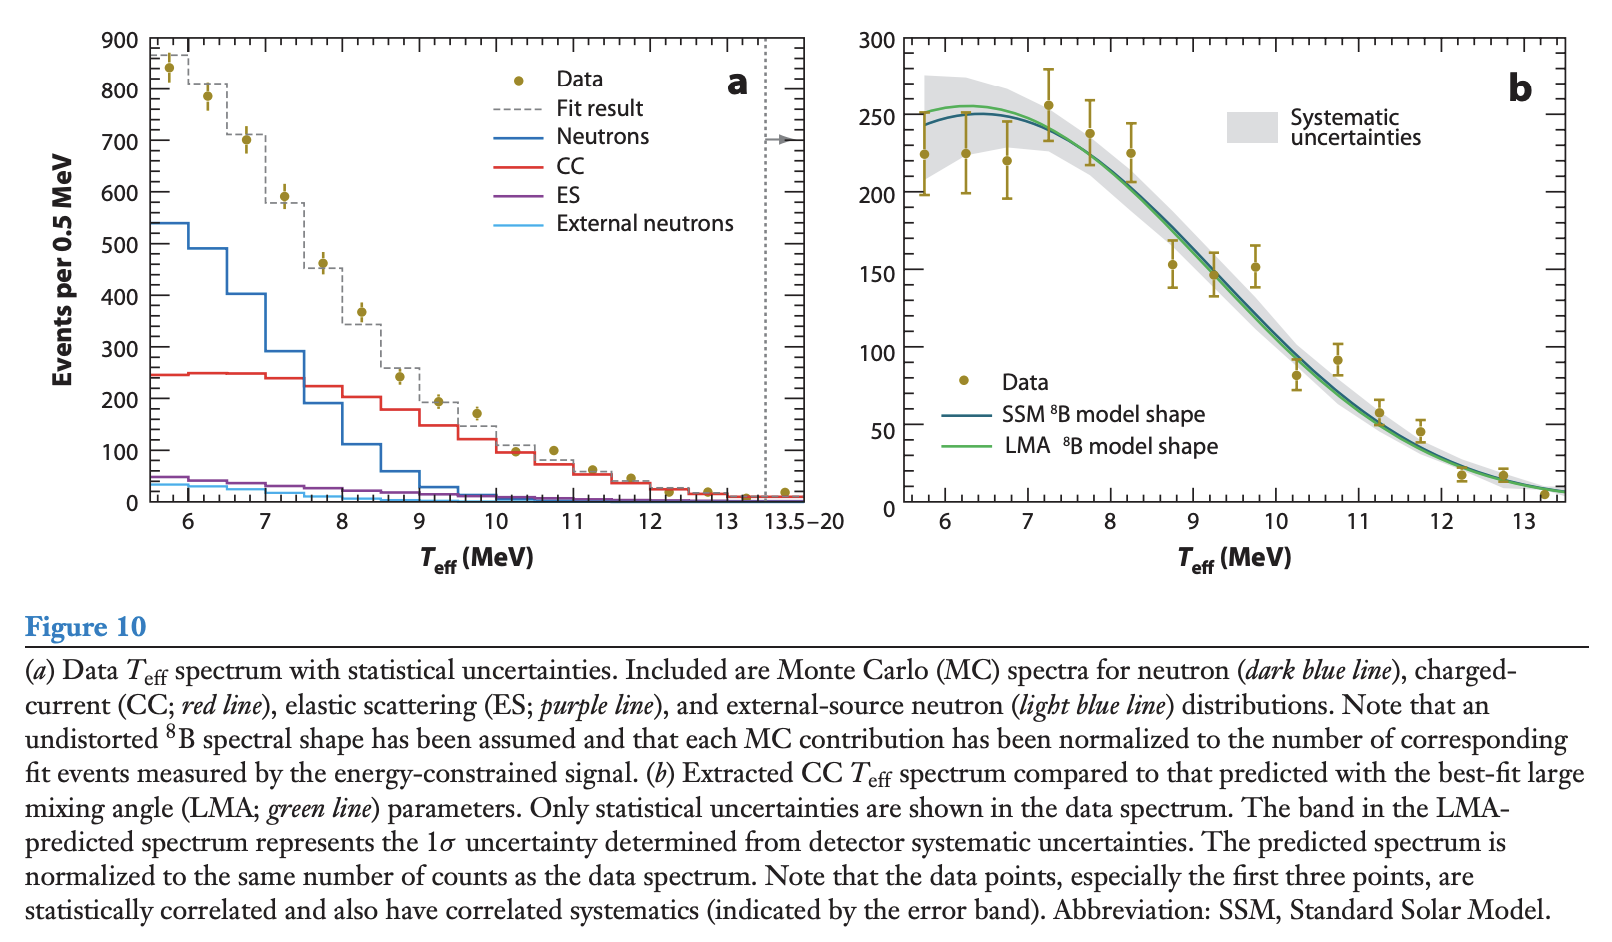 900
800
700
600
500
400
300
200
100
0
Events per 0.5 MeV
a
Data
Fit result
Neutrons
CC
ES
External neutrons
6 7 8 9 10 11 12 13 13.5–20
Teff (MeV)
300
250
200
150
100
50
0
b
Systematic
uncertainties
Data
SSM ⁸B model shape
LMA ⁸B model shape
6 7 8 9 10 11 12 13
Teff (MeV)
Figure 10
(a) Data Teff spectrum with statistical uncertainties. Included are Monte Carlo (MC) spectra for neutron (dark blue line), charged-
current (CC; red line), elastic scattering (ES; purple line), and external-source neutron (light blue line) distributions. Note that an
undistorted ⁸B spectral shape has been assumed and that each MC contribution has been normalized to the number of corresponding
fit events measured by the energy-constrained signal. (b) Extracted CC Teff spectrum compared to that predicted with the best-fit large
mixing angle (LMA; green line) parameters. Only statistical uncertainties are shown in the data spectrum. The band in the LMA-
predicted spectrum represents the 1σ uncertainty determined from detector systematic uncertainties. The predicted spectrum is
normalized to the same number of counts as the data spectrum. Note that the data points, especially the first three points, are
statistically correlated and also have correlated systematics (indicated by the error band). Abbreviation: SSM, Standard Solar Model.